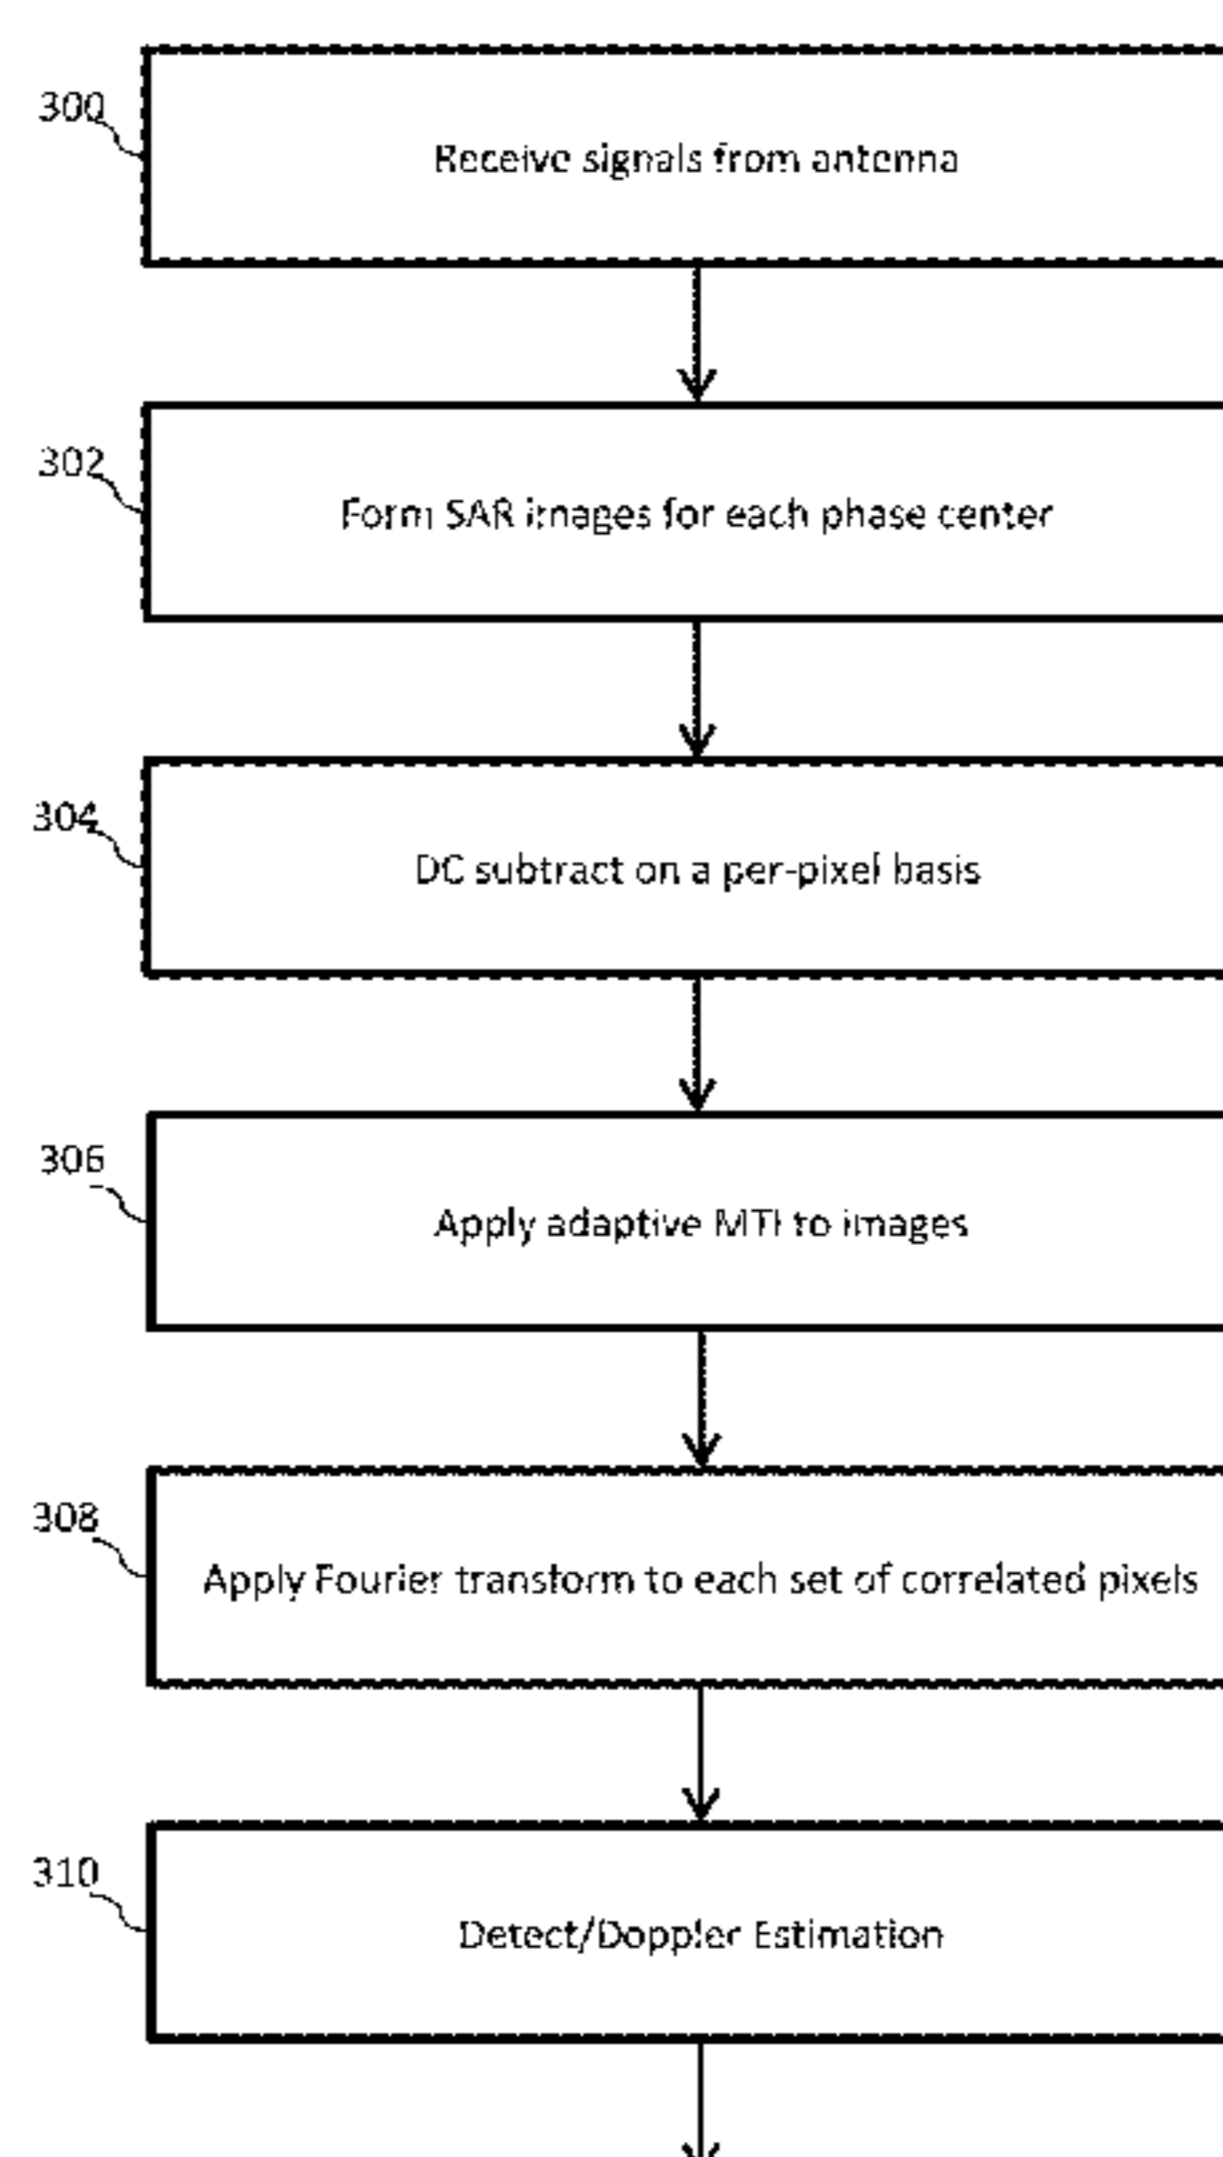 300
Receive signals from antenna
302
Form SAR images for each phase center
304
DC subtract on a per-pixel basis
306
Apply adaptive MTI to images
308
Apply Fourier transform to each set of correlated pixels
310
Detect/Doppler Estimation